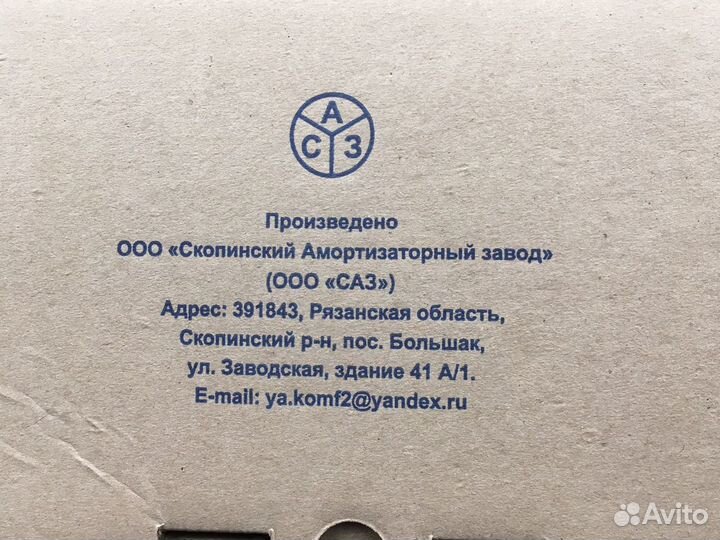 А
С З
Произведено
ООО «Скопинский Амортизаторный завод»
(ООО «САЗ»)
Адрес: 391843, Рязанская область,
Скопинский р-н, пос. Большак,
ул. Заводская, здание 41 А/1.
E-mail: ya.komf2@yandex.ru
Avito